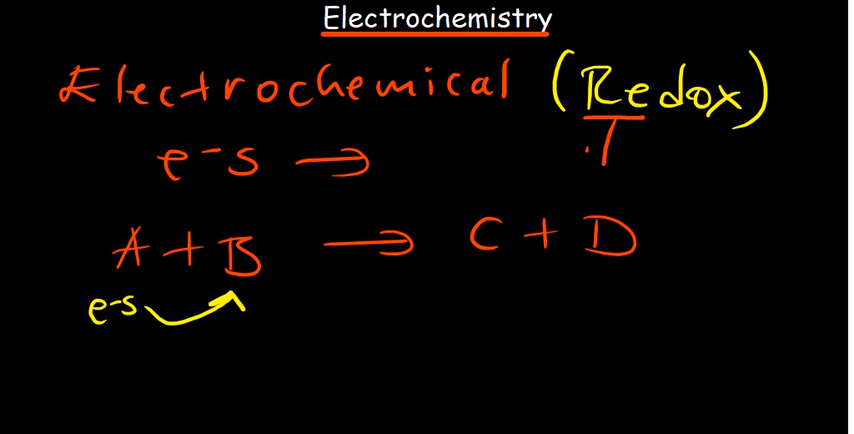 Electrochemistry
Electrochemical (Redox)
e-s →
A + B → C + D
e-s